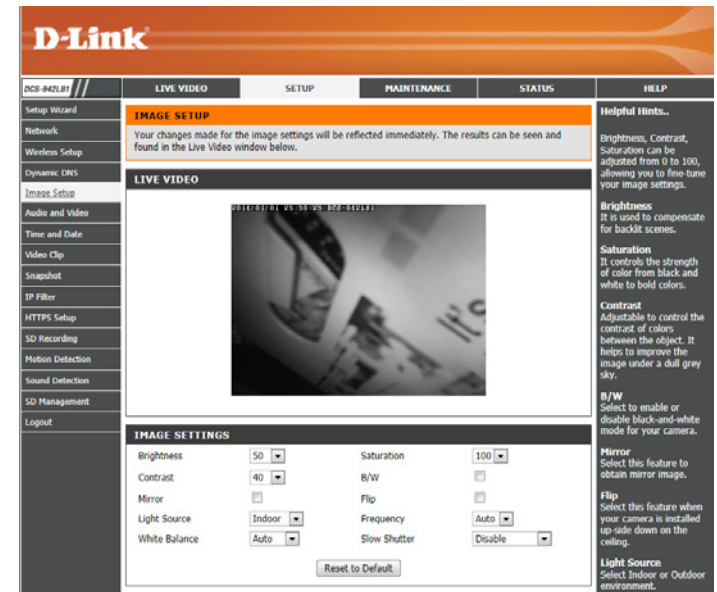 D-Link
DCS-942LB1
LIVE VIDEO
SETUP
MAINTENANCE
STATUS
HELP
Setup Wizard
Network
Wireless Setup
Dynamic DNS
Image Setup
Audio and Video
Time and Date
Video Clip
Snapshot
IP Filter
HTTPS Setup
SD Recording
Motion Detection
Sound Detection
SD Management
Logout
IMAGE SETUP
Your changes made for the image settings will be reflected immediately. The results can be seen and
found in the Live Video window below.
LIVE VIDEO
DCS-942LB1
It's
IMAGE SETTINGS
Brightness 50 Saturation 100
Contrast 40 B/W
Mirror Flip
Light Source Indoor Frequency Auto
White Balance Auto Slow Shutter Disable
Reset to Default
Helpful Hints..
Brightness, Contrast,
Saturation can be
adjusted from 0 to 100,
allowing you to fine-tune
your image settings.
Brightness
It is used to compensate
for backlit scenes.
Saturation
It controls the strength
of color from black and
white to bold colors.
Contrast
Adjustable to control the
contrast of colors
between the object. It
helps to improve the
image under a dull grey
sky.
B/W
Select to enable or
disable black-and-white
mode for your camera.
Mirror
Select this feature to
obtain mirror image.
Flip
Select this feature when
your camera is installed
up-side down on the
ceiling.
Light Source
Select Indoor or Outdoor
environment.